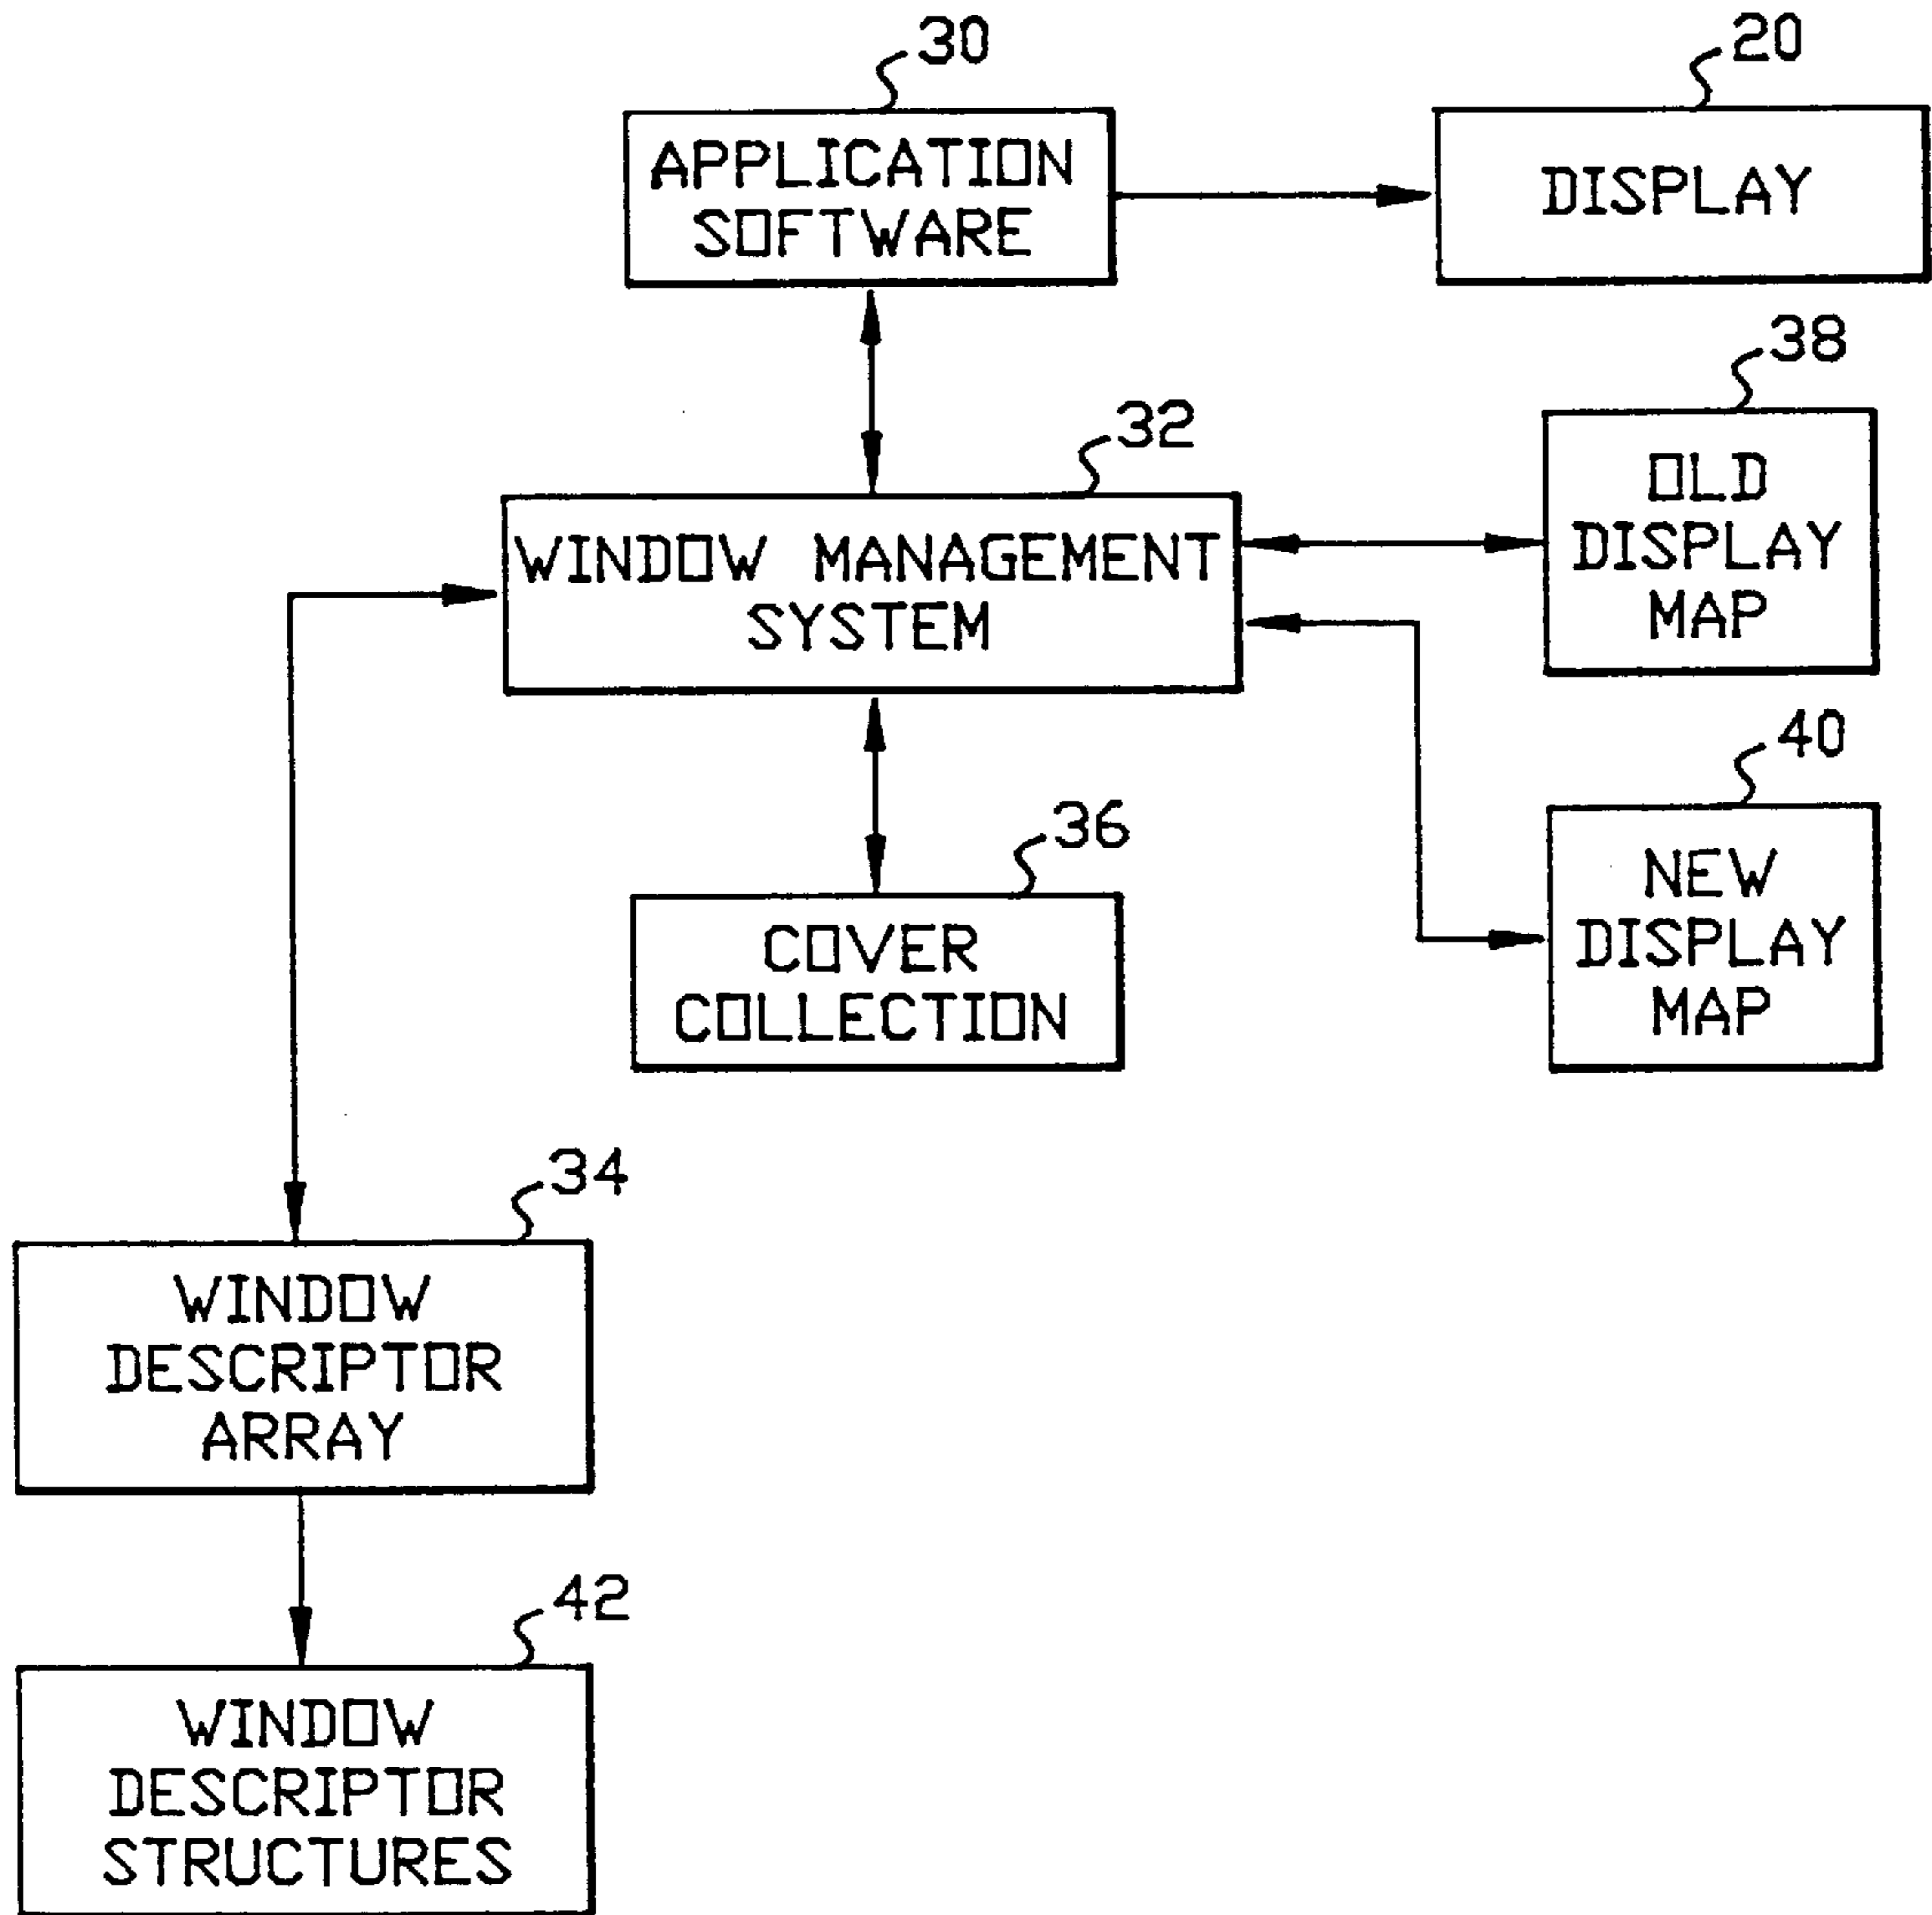 30
APPLICATION
SOFTWARE
20
DISPLAY
38
OLD
DISPLAY
MAP
32
WINDOW MANAGEMENT
SYSTEM
40
NEW
DISPLAY
MAP
36
COVER
COLLECTION
34
WINDOW
DESCRIPTOR
ARRAY
42
WINDOW
DESCRIPTOR
STRUCTURES